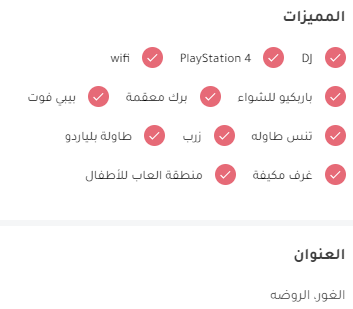 المميزات
DJ PlayStation 4 wifi
باربكيو للشواء برك معقمة بيبي فوت
تنس طاوله زرب طاولة بلياردو
غرف مكيفة منطقة العاب للأطفال
العنوان
الغور، الروضه